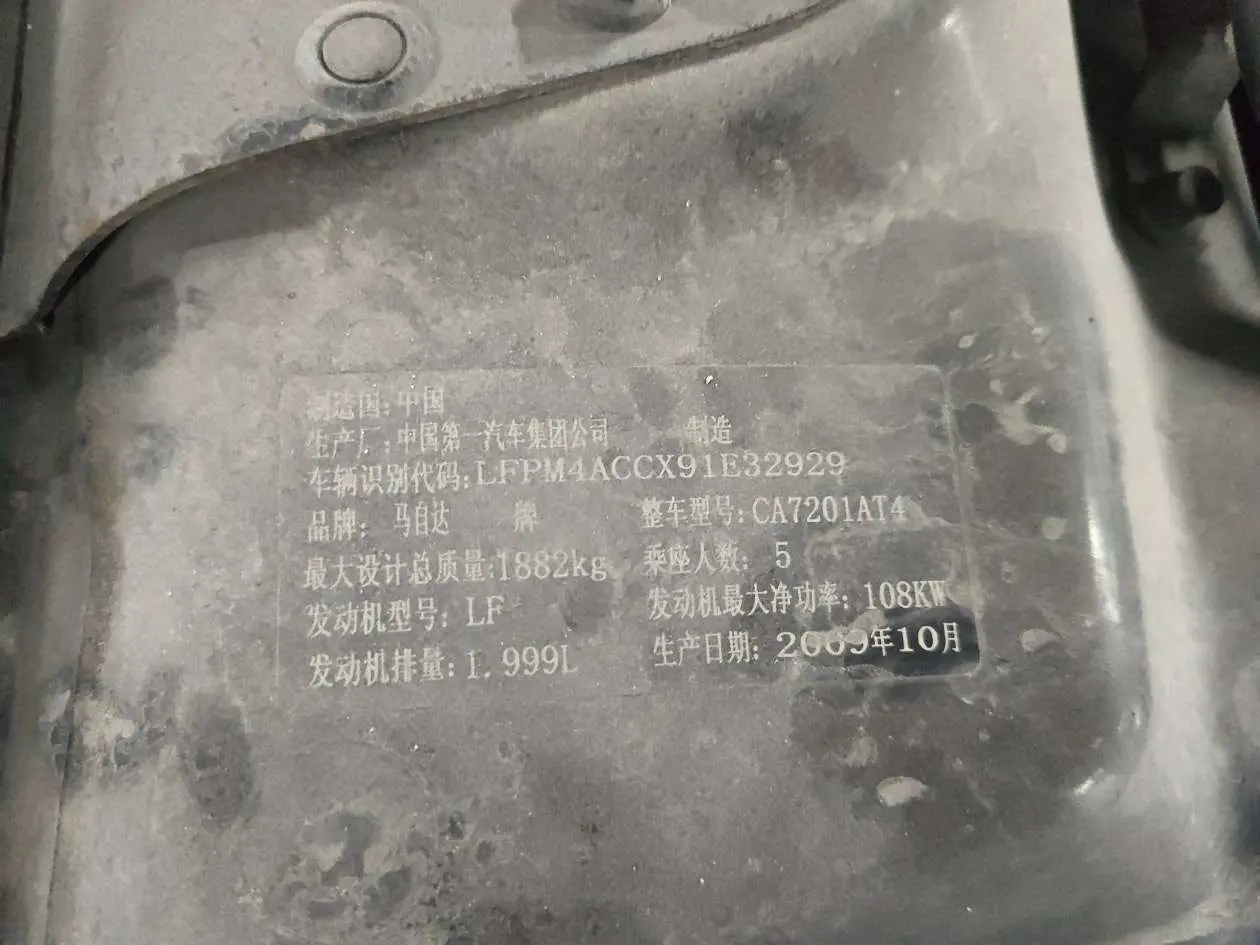 制造国:中国
生产厂:中国第一汽车集团公司 制造
车辆识别代码:LFPM4ACCX91E32929
品牌: 马自达 牌 整车型号:CA7201AT4
最大设计总质量:1882kg 乘座人数: 5
发动机型号: LF 发动机最大净功率: 108KW
发动机排量:1.999L 生产日期: 2009年10月